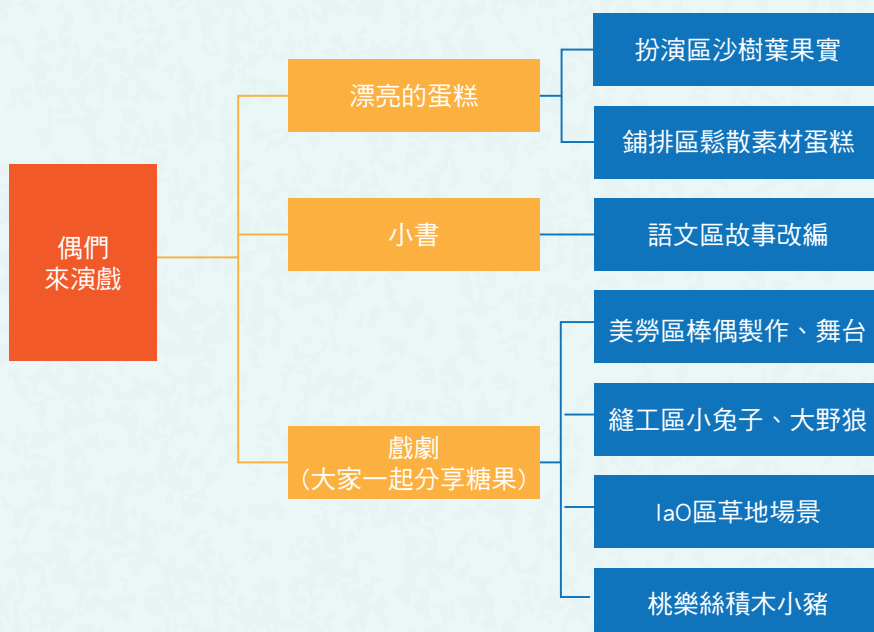 偶們
來演戲
漂亮的蛋糕
扮演區沙樹葉果實
鋪排區鬆散素材蛋糕
小書
語文區故事改編
戲劇
（大家一起分享糖果）
美勞區棒偶製作、舞台
縫工區小兔子、大野狼
IaO區草地場景
桃樂絲積木小豬